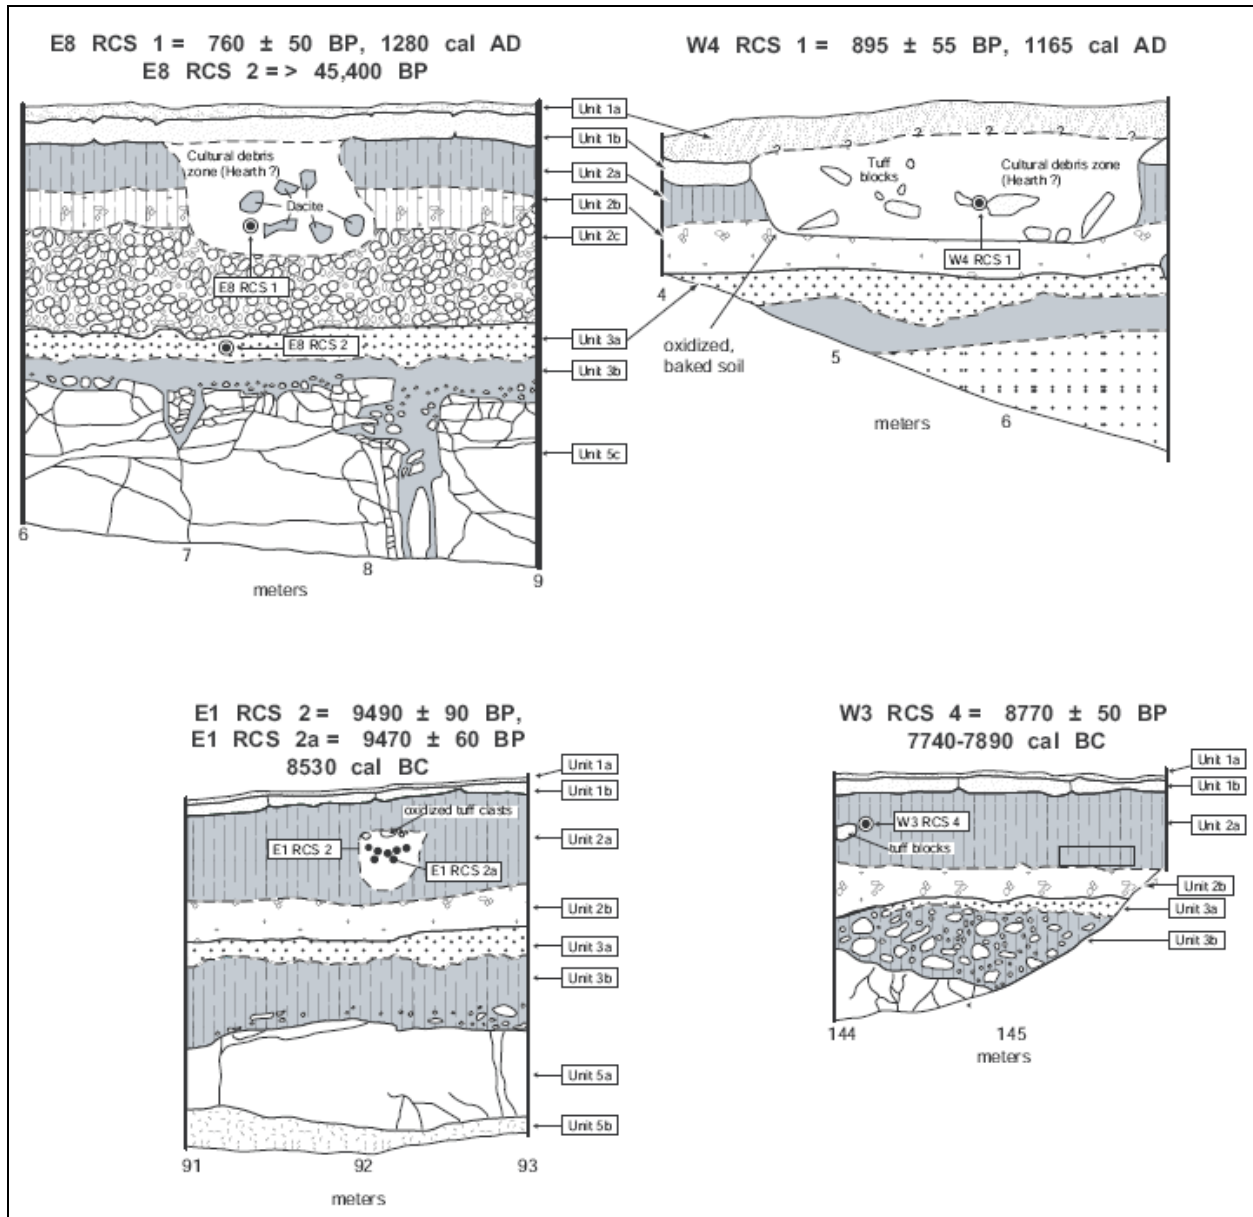 E8 RCS 1 = 760 ± 50 BP, 1280 cal AD
E8 RCS 2 = > 45,400 BP
Cultural debris
zone (Hearth ?)
Dacite
E8 RCS 1
E8 RCS 2
6
7
8
9
meters
Unit 1a
Unit 1b
Unit 2a
Unit 2b
Unit 2c
Unit 3a
Unit 3b
Unit 5c
W4 RCS 1 = 895 ± 55 BP, 1165 cal AD
? ? ? ?
Tuff
blocks
Cultural debris zone
(Hearth ?)
W4 RCS 1
oxidized,
baked soil
4
5
6
meters
E1 RCS 2 = 9490 ± 90 BP,
E1 RCS 2a = 9470 ± 60 BP
8530 cal BC
oxidized tuff clasts
E1 RCS 2
E1 RCS 2a
Unit 1a
Unit 1b
Unit 2a
Unit 2b
Unit 3a
Unit 3b
Unit 5a
Unit 5b
91
92
93
meters
W3 RCS 4 = 8770 ± 50 BP
7740-7890 cal BC
W3 RCS 4
tuff blocks
Unit 1a
Unit 1b
Unit 2a
Unit 2b
Unit 3a
Unit 3b
144
145
meters